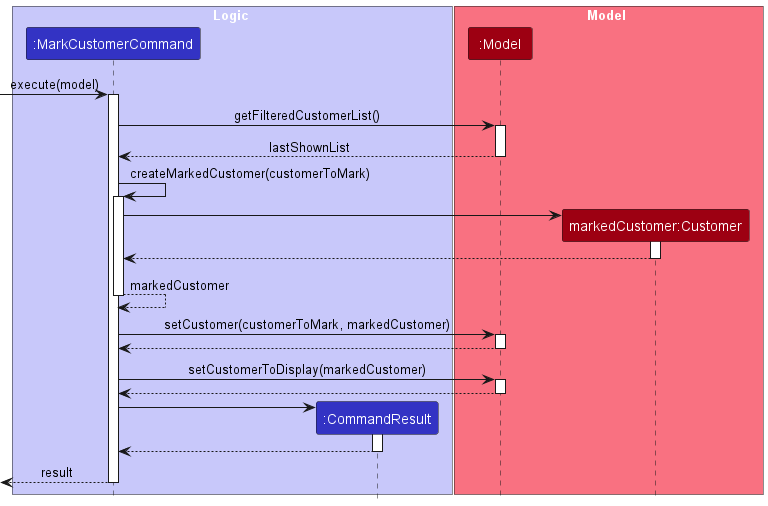 Logic
Model
:MarkCustomerCommand
:Model
execute(model)
getFilteredCustomerList()
lastShownList
createMarkedCustomer(customerToMark)
markedCustomer:Customer
markedCustomer
setCustomer(customerToMark, markedCustomer)
setCustomerToDisplay(markedCustomer)
:CommandResult
result